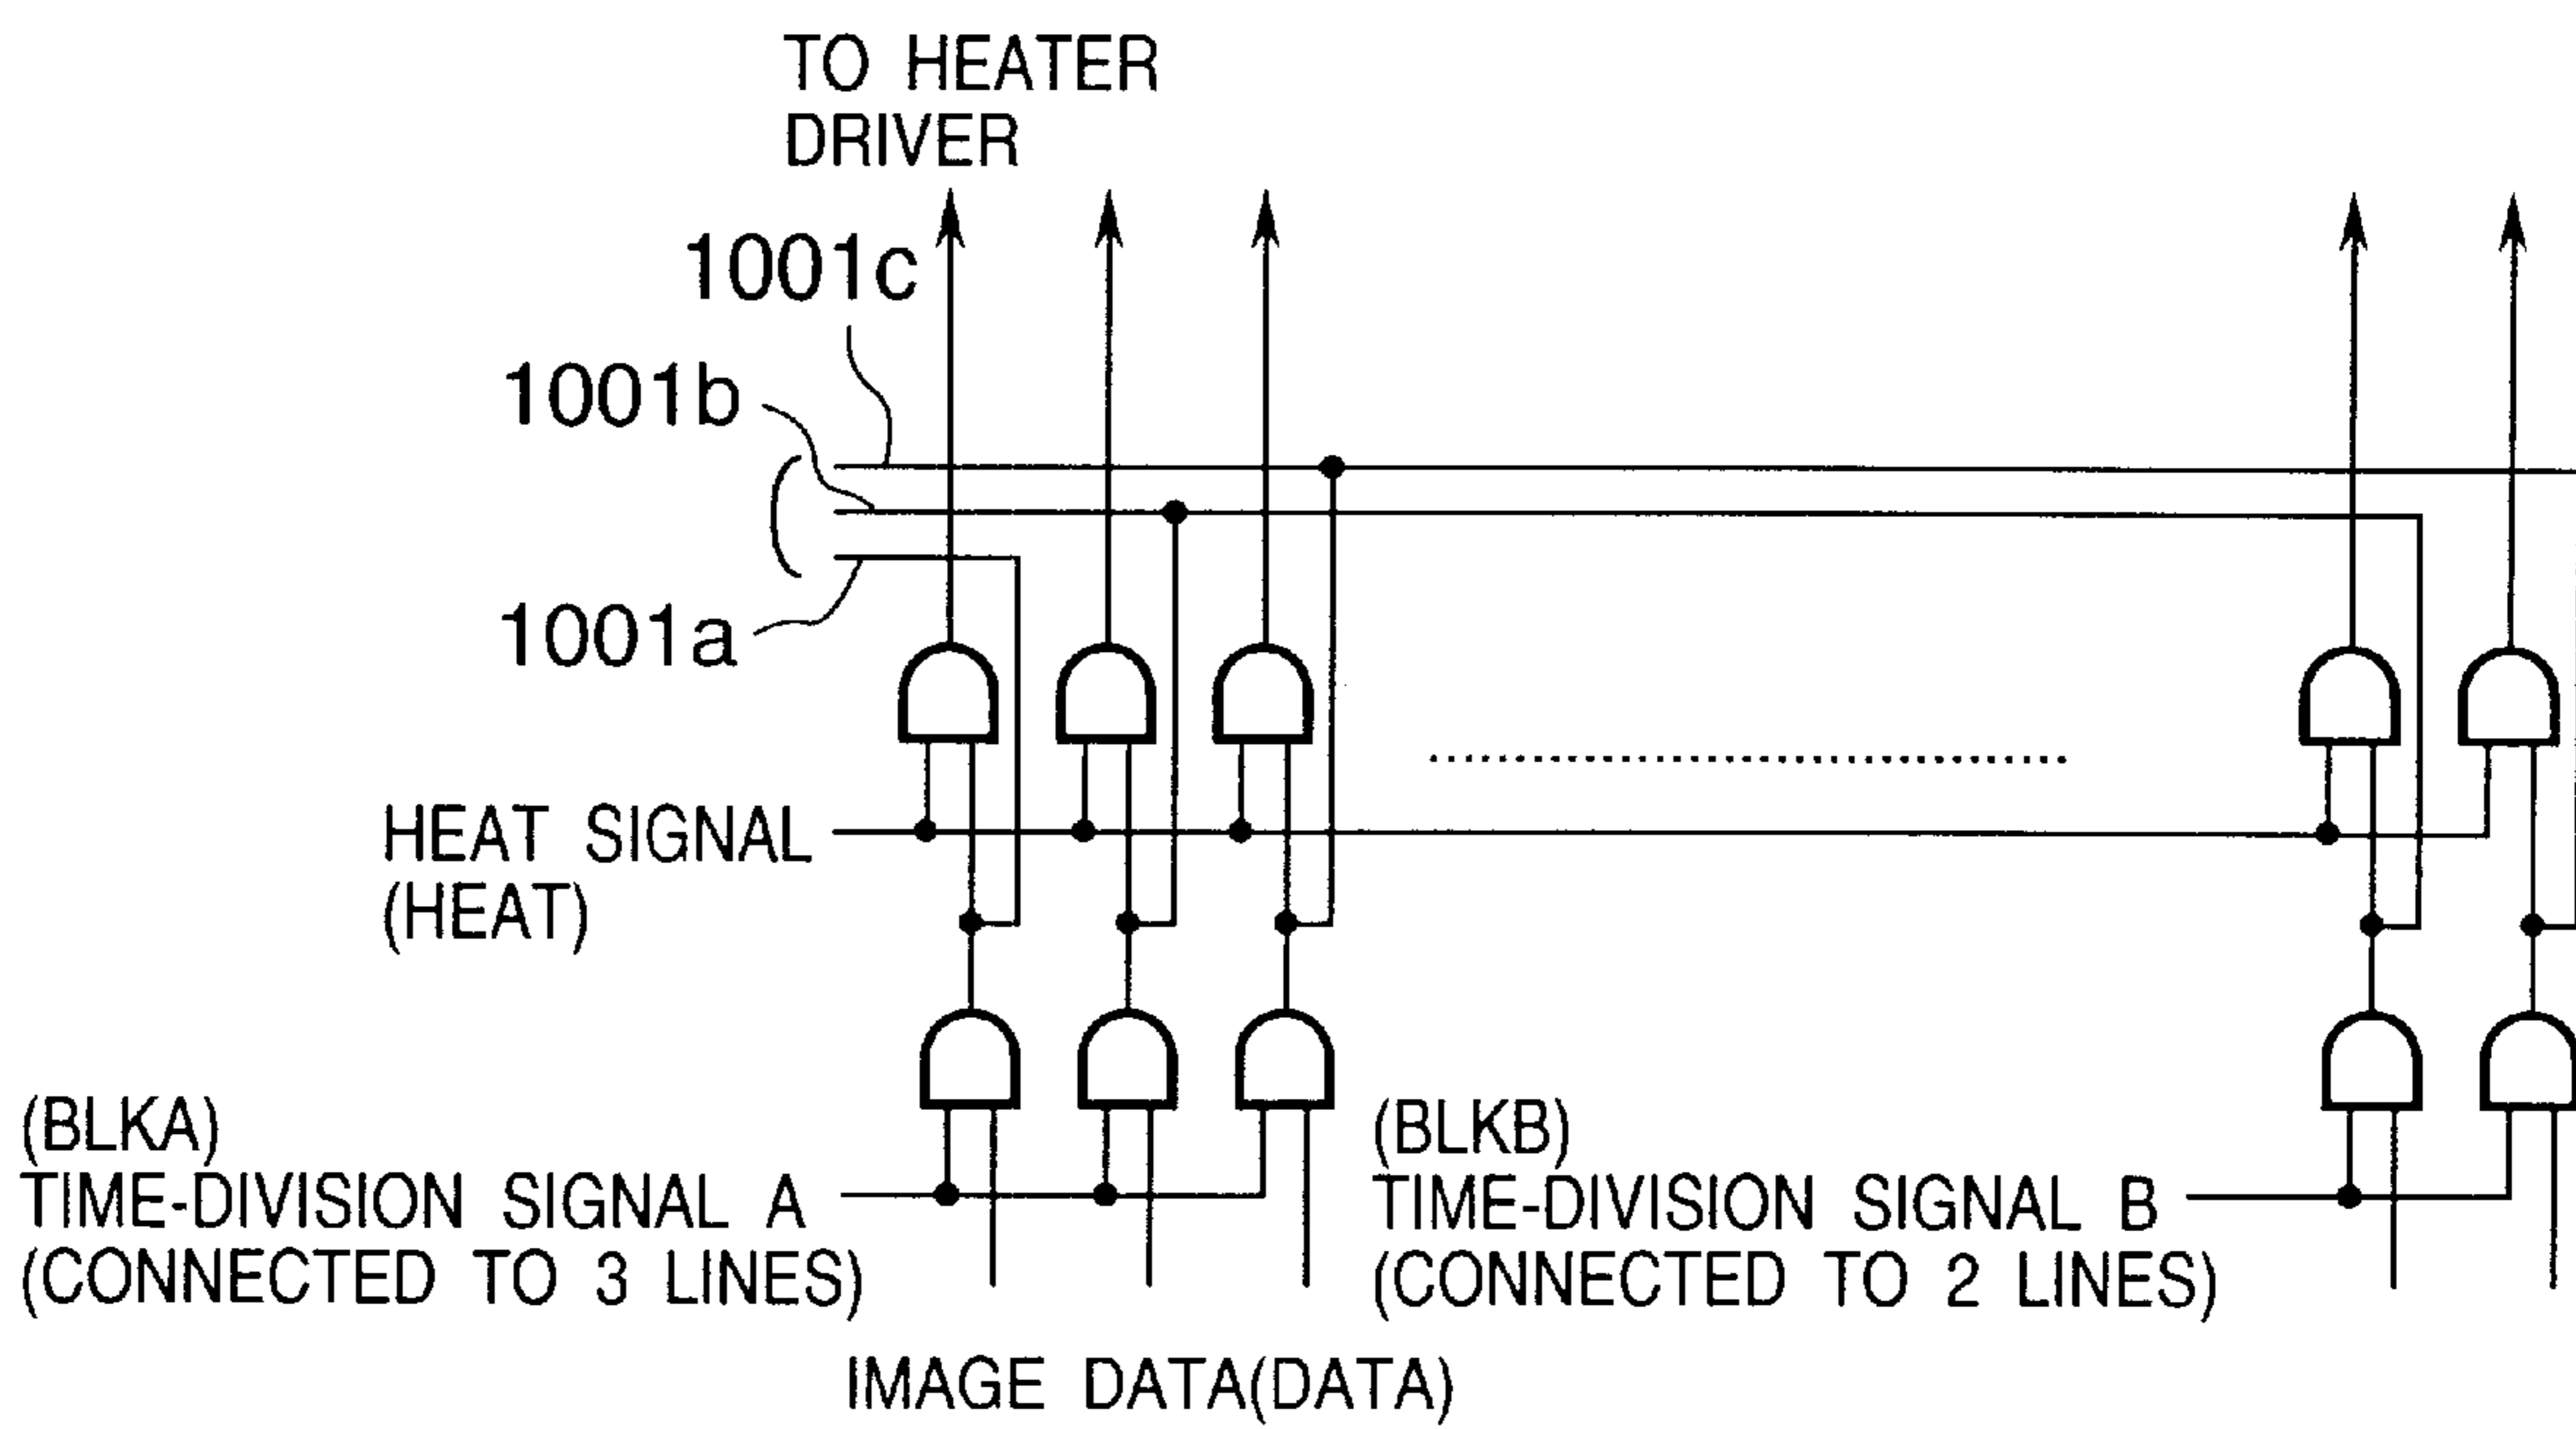 TO HEATER
DRIVER
1001c
1001b
1001a
HEAT SIGNAL
(HEAT)
(BLKA)
TIME-DIVISION SIGNAL A
(CONNECTED TO 3 LINES)
(BLKB)
TIME-DIVISION SIGNAL B
(CONNECTED TO 2 LINES)
IMAGE DATA(DATA)